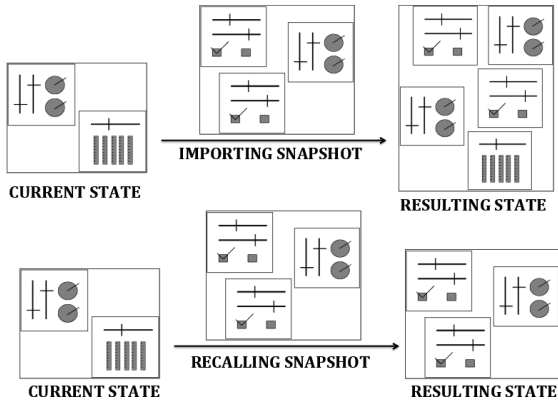 IMPORTING SNAPSHOT
CURRENT STATE
RESULTING STATE
RECALLING SNAPSHOT
CURRENT STATE
RESULTING STATE